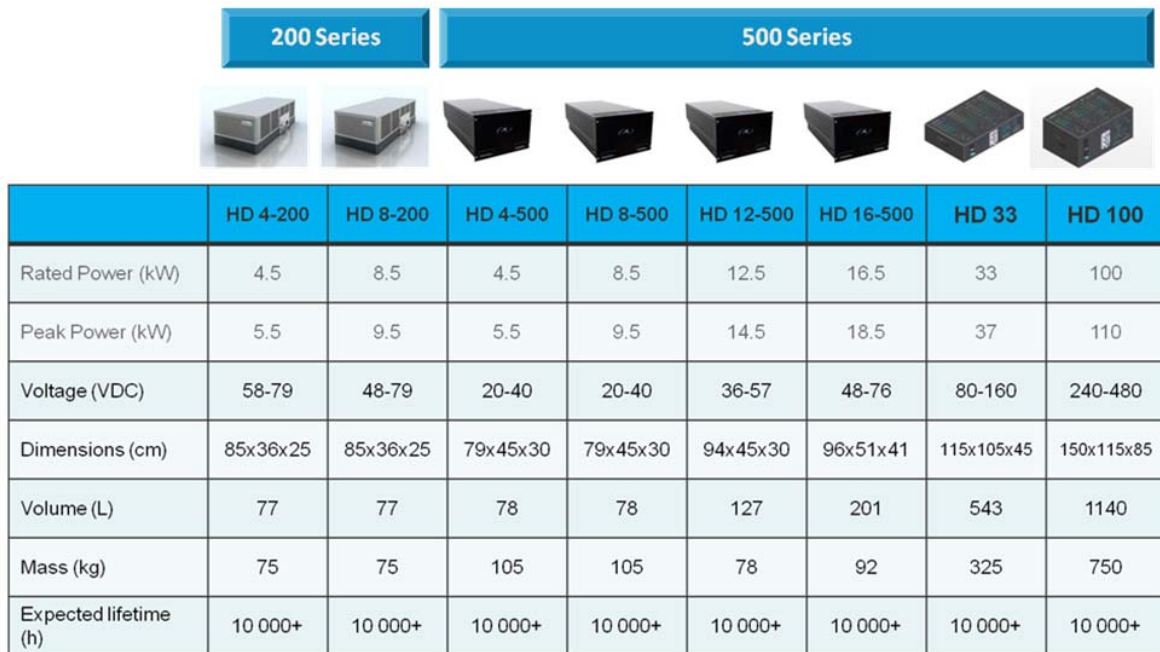 200 Series 500 Series
HD 4-200 HD 8-200 HD 4-500 HD 8-500 HD 12-500 HD 16-500 HD 33 HD 100
Rated Power (kW) 4.5 8.5 4.5 8.5 12.5 16.5 33 100
Peak Power (kW) 5.5 9.5 5.5 9.5 14.5 18.5 37 110
Voltage (VDC) 58-79 48-79 20-40 20-40 36-57 48-76 80-160 240-480
Dimensions (cm) 85x36x25 85x36x25 79x45x30 79x45x30 94x45x30 96x51x41 115x105x45 150x115x85
Volume (L) 77 77 78 78 127 201 543 1140
Mass (kg) 75 75 105 105 78 92 325 750
Expected lifetime
(h) 10 000+ 10 000+ 10 000+ 10 000+ 10 000+ 10 000+ 10 000+ 10 000+